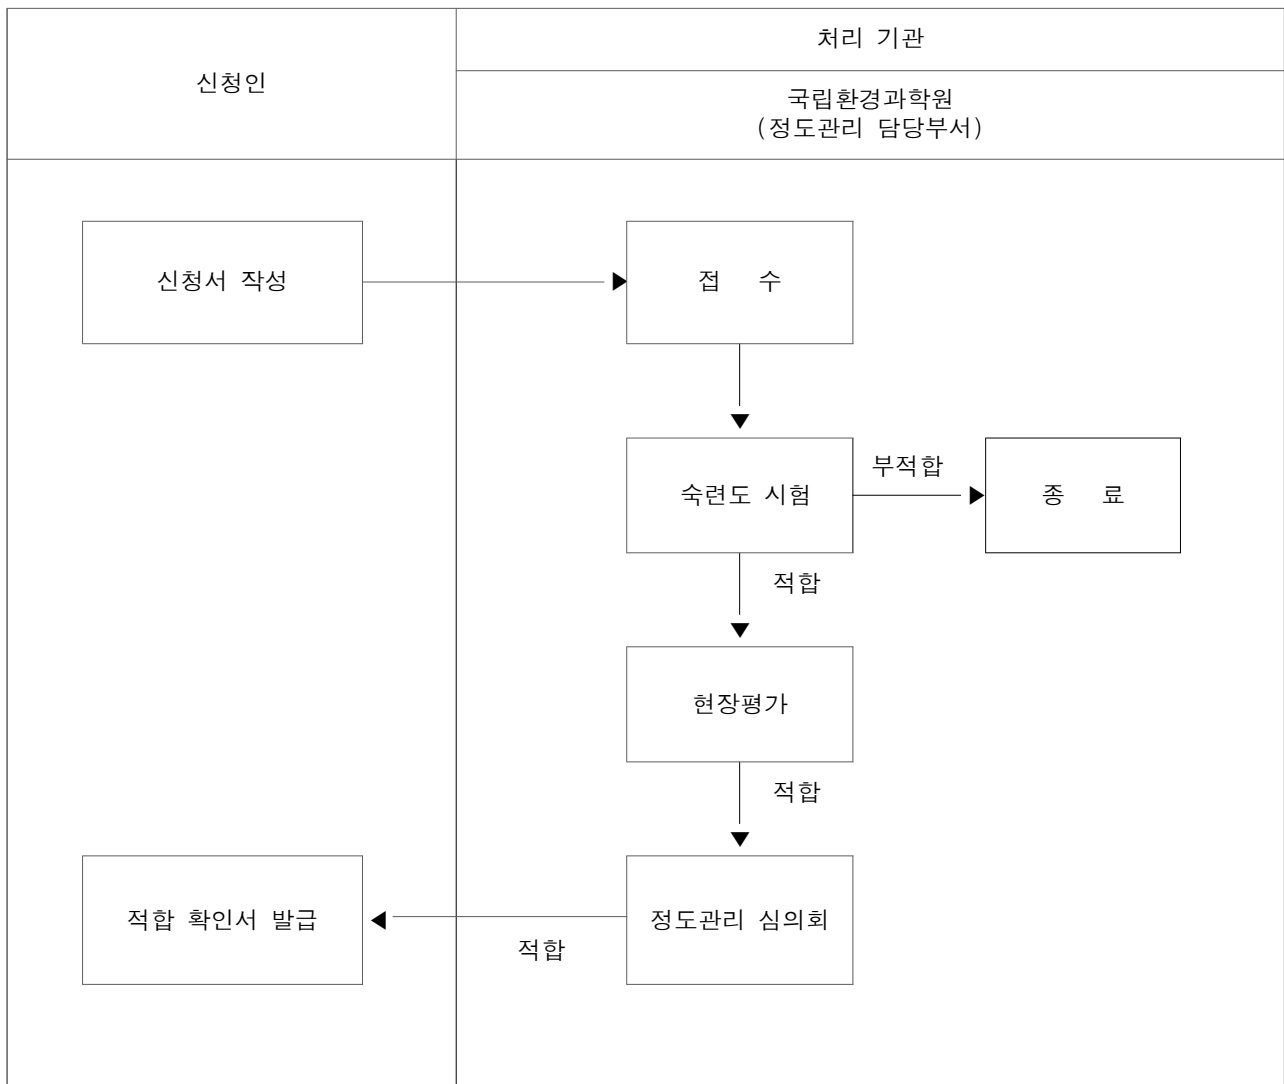 신청인
처리 기관
국립환경과학원
(정도관리 담당부서)
신청서 작성
접 수
숙련도 시험
부적합
종 료
적합
현장평가
적합
적합 확인서 발급
정도관리 심의회
적합